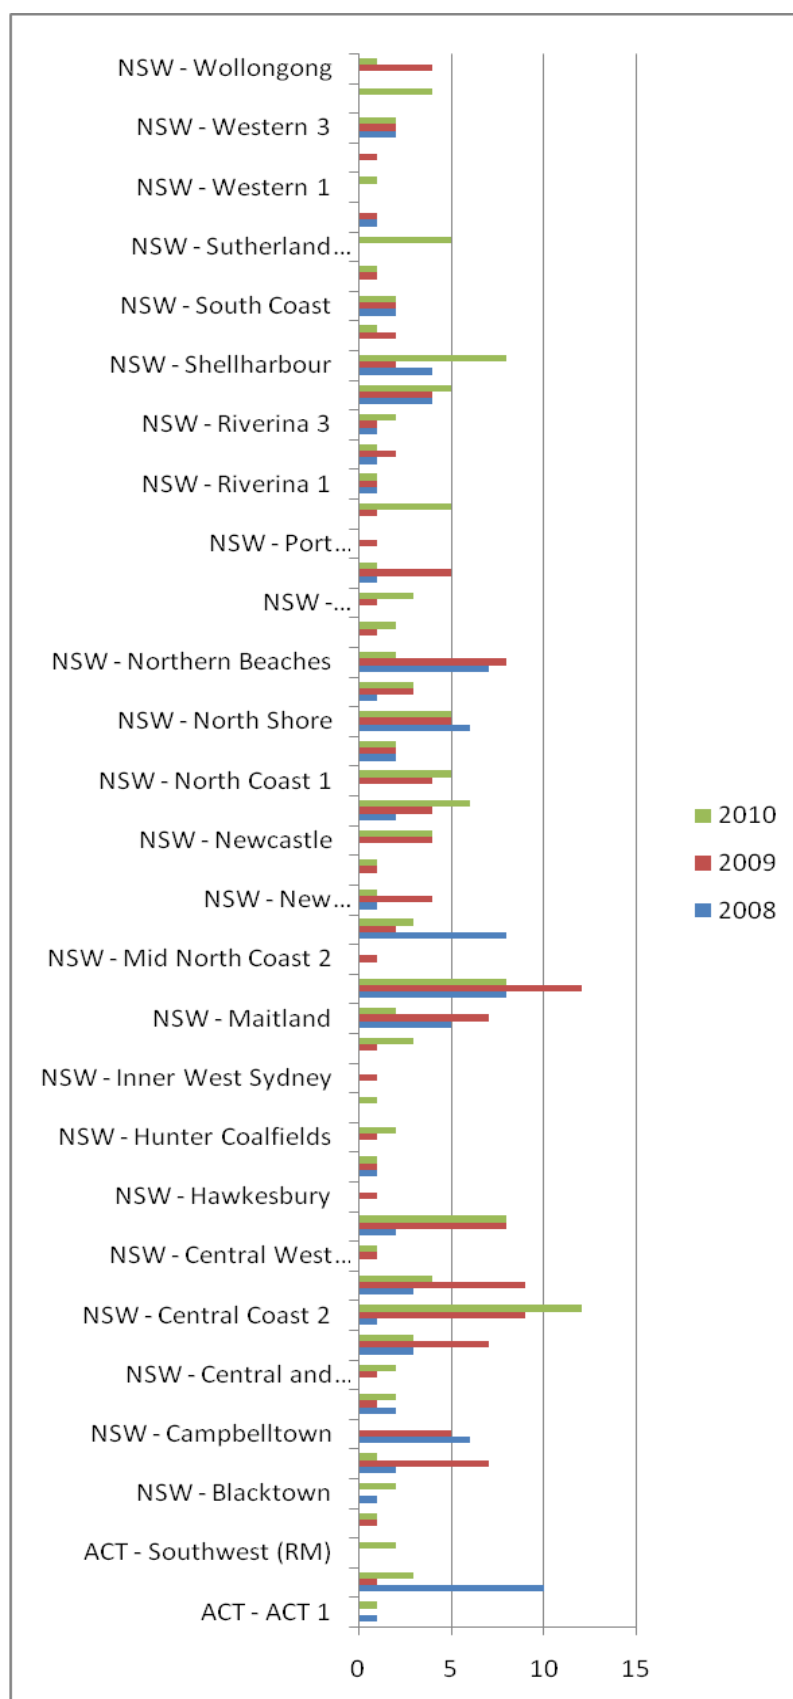 NSW - Wollongong
NSW - Western 3
NSW - Western 1
NSW - Sutherland...
NSW - South Coast
NSW - Shellharbour
NSW - Riverina 3
NSW - Riverina 1
NSW - Port...
NSW -...
NSW - Northern Beaches
NSW - North Shore
NSW - North Coast 1
NSW - Newcastle
NSW - New...
NSW - Mid North Coast 2
NSW - Maitland
NSW - Inner West Sydney
NSW - Hunter Coalfields
NSW - Hawkesbury
NSW - Central West...
NSW - Central Coast 2
NSW - Central and...
NSW - Campbelltown
NSW - Blacktown
ACT - Southwest (RM)
ACT - ACT 1
0 5 10 15
2010
2009
2008